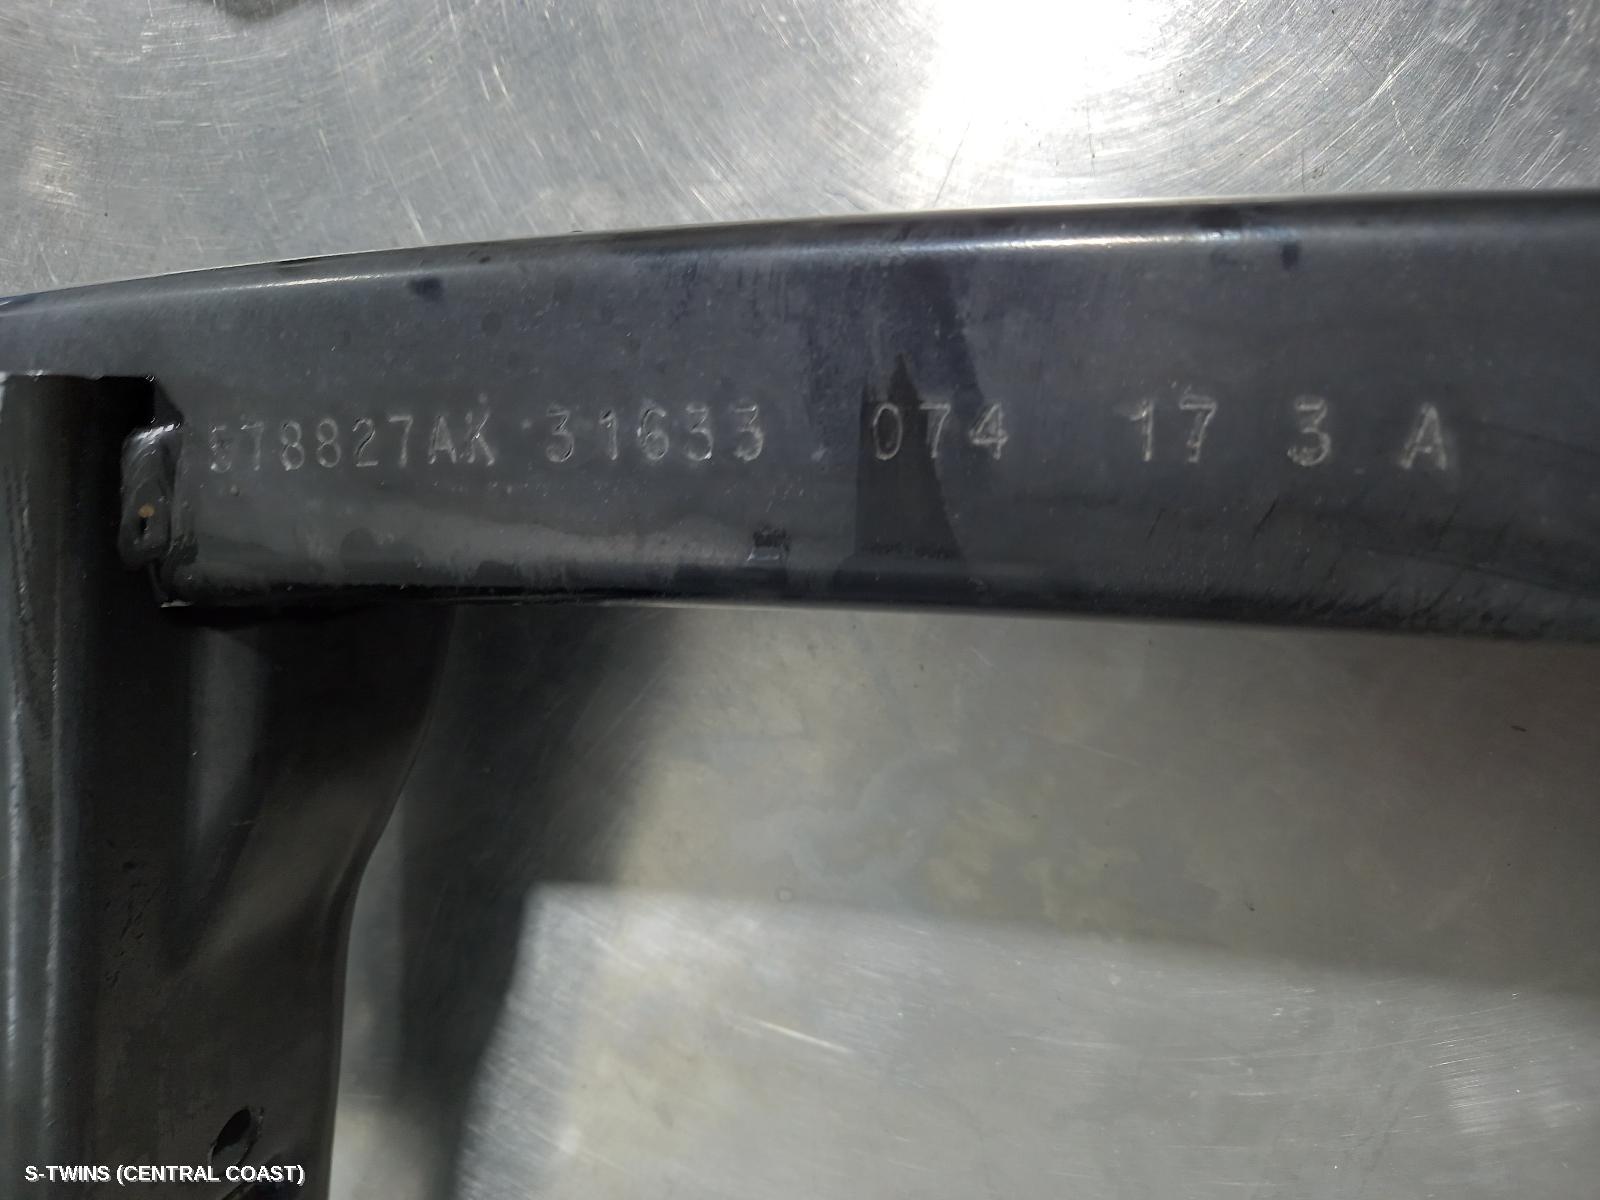 578827AK 31633 074 17 3 A
S-TWINS (CENTRAL COAST)